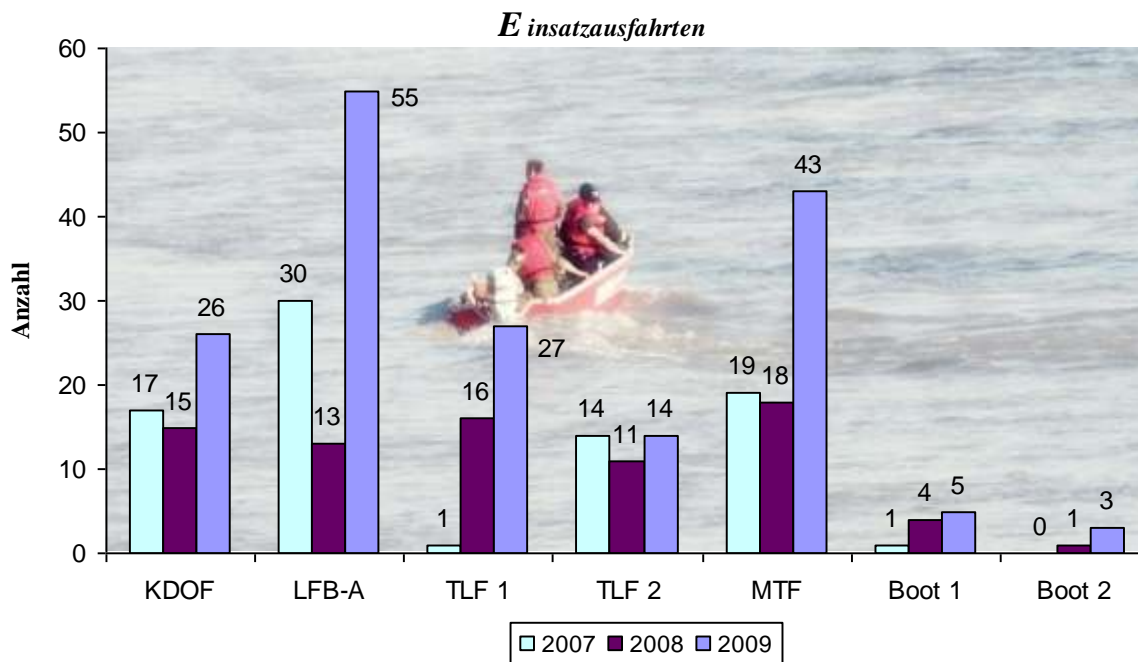 E insatzausfahrten
60
50
40
30
20
10
0
Anzahl
17 15 26
30 13 55
1 16 27
14 11 14
19 18 43
1 4 5
0 1 3
KDOF LFB-A TLF 1 TLF 2 MTF Boot 1 Boot 2
2007 2008 2009